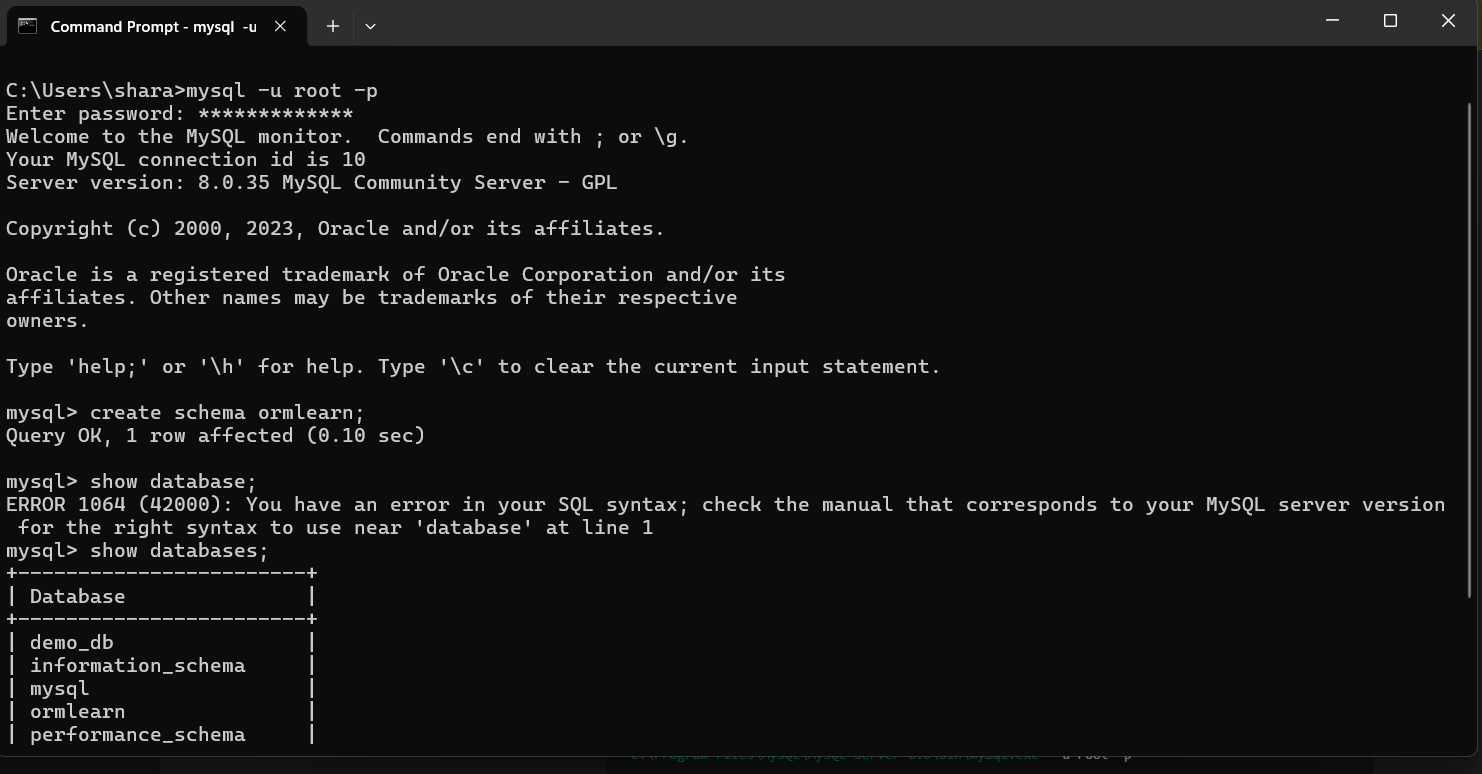 Command Prompt - mysql -u
C:\Users\shara>mysql -u root -p
Enter password: *************
Welcome to the MySQL monitor.  Commands end with ; or \g.
Your MySQL connection id is 10
Server version: 8.0.35 MySQL Community Server - GPL
Copyright (c) 2000, 2023, Oracle and/or its affiliates.
Oracle is a registered trademark of Oracle Corporation and/or its
affiliates. Other names may be trademarks of their respective
owners.
Type 'help;' or '\h' for help. Type '\c' to clear the current input statement.
mysql> create schema ormlearn;
Query OK, 1 row affected (0.10 sec)
mysql> show database;
ERROR 1064 (42000): You have an error in your SQL syntax; check the manual that corresponds to your MySQL server version
 for the right syntax to use near 'database' at line 1
mysql> show databases;
+------------------------+
| Database               |
+------------------------+
| demo_db                |
| information_schema     |
| mysql                  |
| ormlearn               |
| performance_schema     |